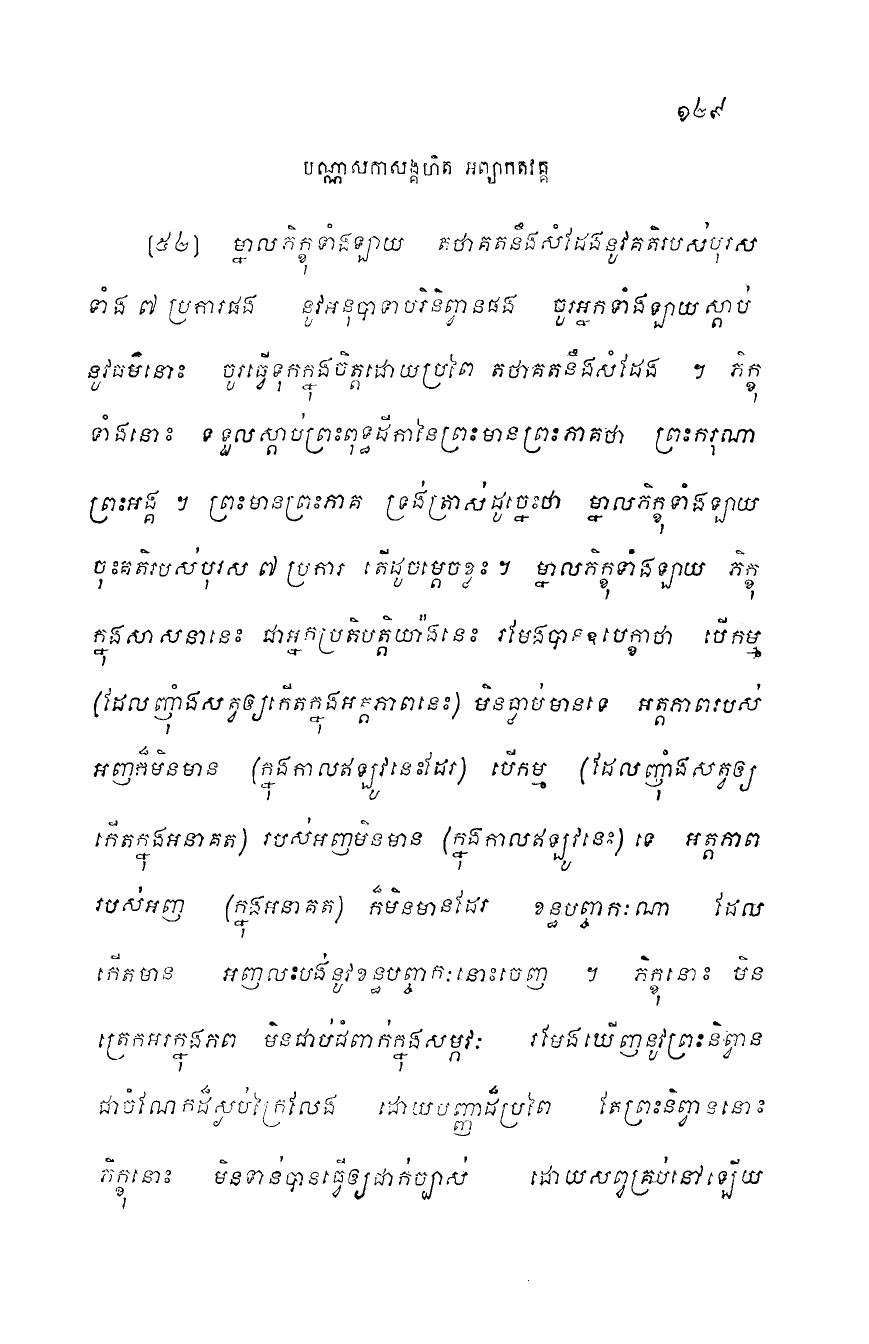 ១២៩
បណ្ណាសកាសង្គហិត អព្យាកតវគ្គ
(៥២) ម្នាលភិក្ខុទាំងឡាយ តថាគតនឹងសំដែងនូវគតិរបស់បុរស
ទាំង ៧ ប្រការផង នូវអនុបាទាបរិនិព្វានផង ចូរអ្នកទាំងឡាយស្តាប់
នូវធម៌នោះ ចូរធ្វើទុកក្នុងចិត្តដោយប្រពៃ តថាគតនឹងសំដែង ។ ភិក្ខុ
ទាំងនោះ ទទួលស្តាប់ព្រះពុទ្ធដីកានៃព្រះមានព្រះភាគថា ព្រះករុណា
ព្រះអង្គ ។ ព្រះមានព្រះភាគ ទ្រង់ត្រាស់ដូច្នេះថា ម្នាលភិក្ខុទាំងឡាយ
ចុះគតិរបស់បុរស ៧ ប្រការ តើដូចម្តេចខ្លះ ។ ម្នាលភិក្ខុទាំងឡាយ ភិក្ខុ
ក្នុងសាសនានេះ ជាអ្នកប្រតិបត្តិយ៉ាងនេះ រមែងបានឧបេក្ខាថា បើកម្ម
(ដែលញុំាងសត្វឲ្យកើតក្នុងអត្តភាពនេះ) មិនធ្លាប់មានទេ អត្តភាពរបស់
អញក៏មិនមាន (ក្នុងកាលឥឡូវនេះដែរ) បើកម្ម (ដែលញុំាងសត្វឲ្យ
កើតក្នុងអនាគត) របស់អញមិនមាន (ក្នុងកាលឥឡូវនេះ) ទេ អត្តភាព
របស់អញ (ក្នុងអនាគត) ក៏មិនមានដែរ ខន្ធបញ្ចកៈណា ដែល
កើតមាន អញលះបង់នូវខន្ធបញ្ចកៈនោះចេញ ។ ភិក្ខុនោះ មិន
ត្រេកអរក្នុងភព មិនជាប់ជំពាក់ក្នុងសម្ភវៈ រមែងឃើញនូវព្រះនិព្វាន
ជាចំណែកដ៏ស្ងប់ក្រៃលែង ដោយបញ្ញាដ៏ប្រពៃ តែព្រះនិព្វាននោះ
ភិក្ខុនោះ មិនទាន់បានធ្វើឲ្យជាក់ច្បាស់ ដោយសព្វគ្រប់នៅឡើយ